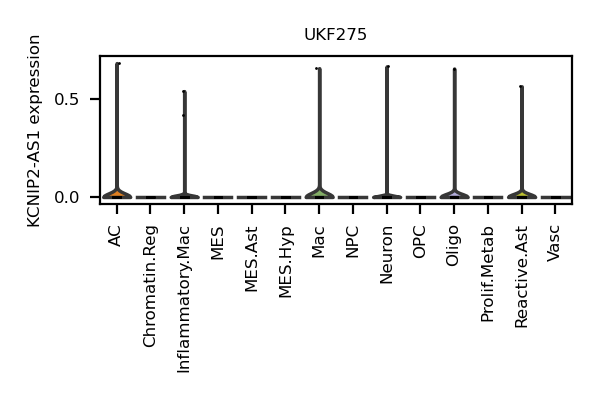 UKF275
KCNIP2-AS1 expression
0.5
0.0
AC
Chromatin.Reg
Inflammatory.Mac
MES
MES.Ast
MES.Hyp
Mac
NPC
Neuron
OPC
Oligo
Prolif.Metab
Reactive.Ast
Vasc